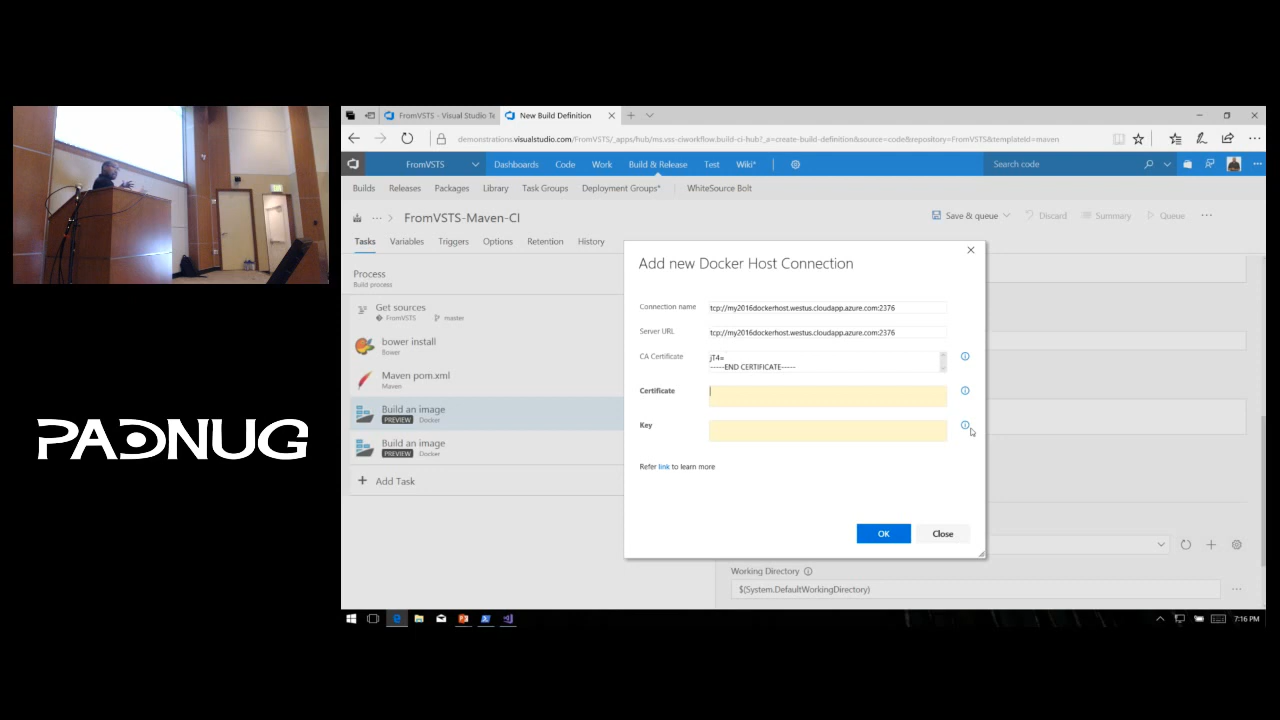 PADNUG
FromVSTS - Visual Studio Te
New Build Definition
demonstrations.visualstudio.com/FromVSTS/_apps/hub/ms.vss-ciworkflow.build-ci-hub?_a=create-build-definition&source=code&repository=FromVSTS&templateId=maven
FromVSTS
Dashboards Code Work Build & Release Test Wiki*
Search code
Builds Releases Packages Library Task Groups Deployment Groups* WhiteSource Bolt
... > FromVSTS-Maven-CI
Save & queue Discard Summary Queue ...
Tasks Variables Triggers Options Retention History
Process
Build process
Get sources
FromVSTS master
bower install
Bower
Maven pom.xml
Maven
Build an image
PREVIEW Docker
Build an image
PREVIEW Docker
+ Add Task
Add new Docker Host Connection
Connection name tcp://my2016dockerhost.westus.cloudapp.azure.com:2376
Server URL tcp://my2016dockerhost.westus.cloudapp.azure.com:2376
CA Certificate jT4=
-----END CERTIFICATE-----
Certificate
Key
Refer link to learn more
OK Close
Working Directory
$(System.DefaultWorkingDirectory)
7:16 PM